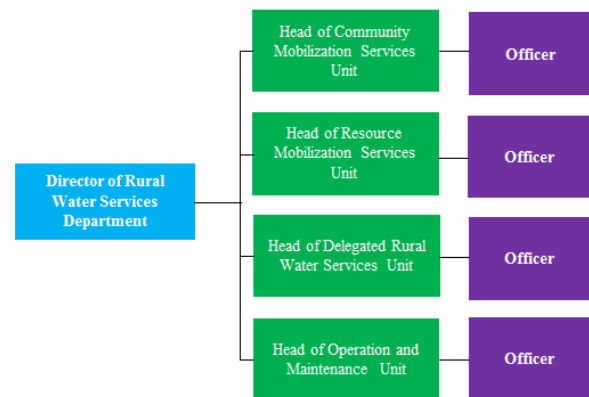 Head of Community
Mobilization Services
Unit
Officer
Head of Resource
Mobilization Services
Unit
Officer
Director of Rural
Water Services
Department
Head of Delegated Rural
Water Services Unit
Officer
Head of Operation and
Maintenance Unit
Officer